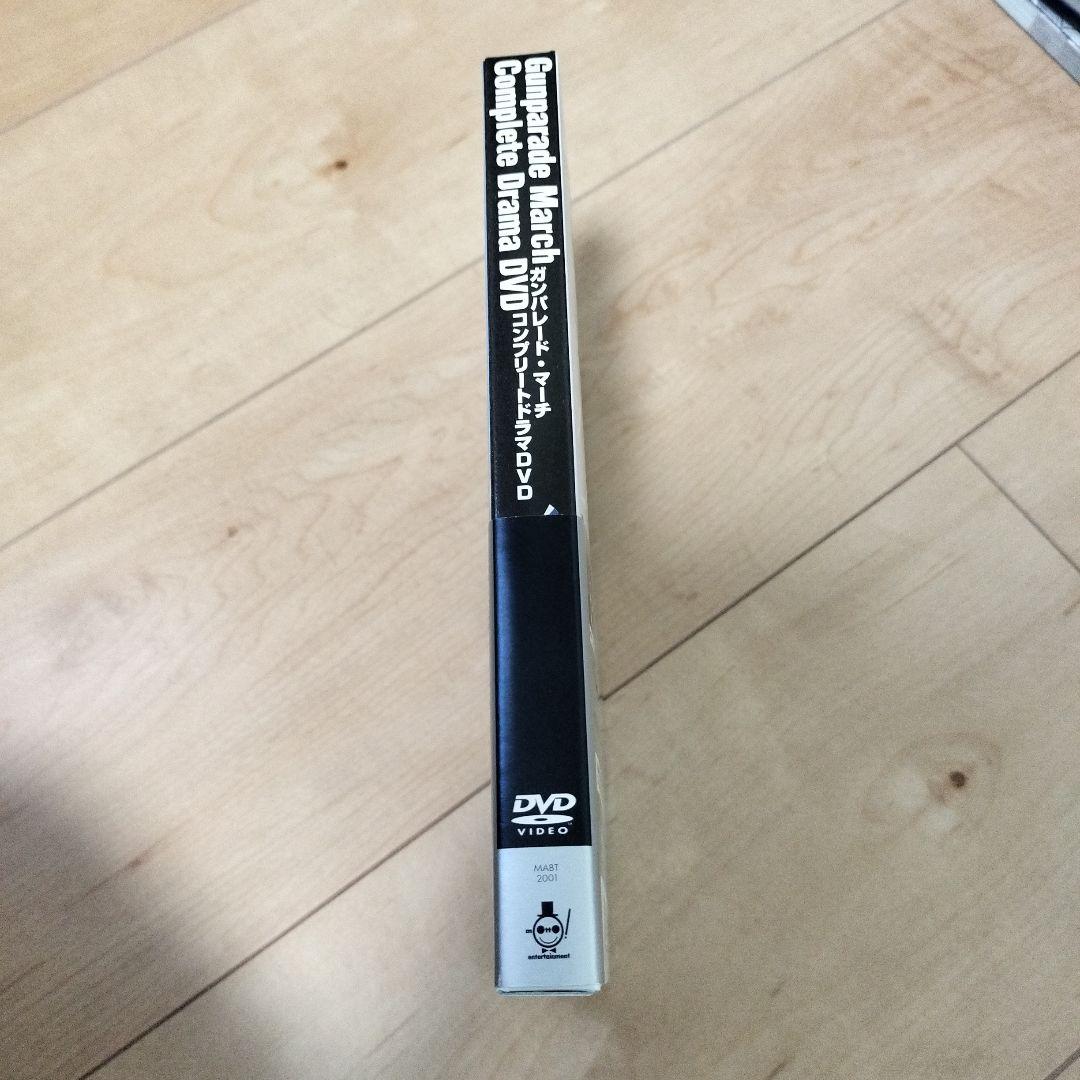 Gunparade March ガンパレード・マーチ
Complete Drama DVD コンプリートドラマDVD
DVD
VIDEO
MABT
2001
entertainment